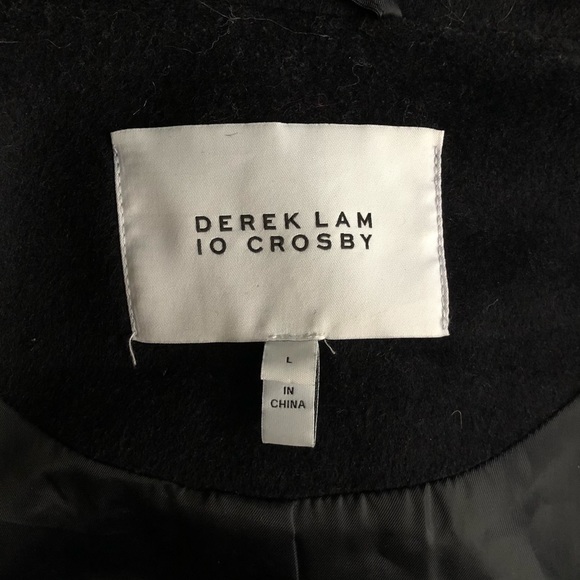 DEREK LAM
10 CROSBY
L
IN
CHINA